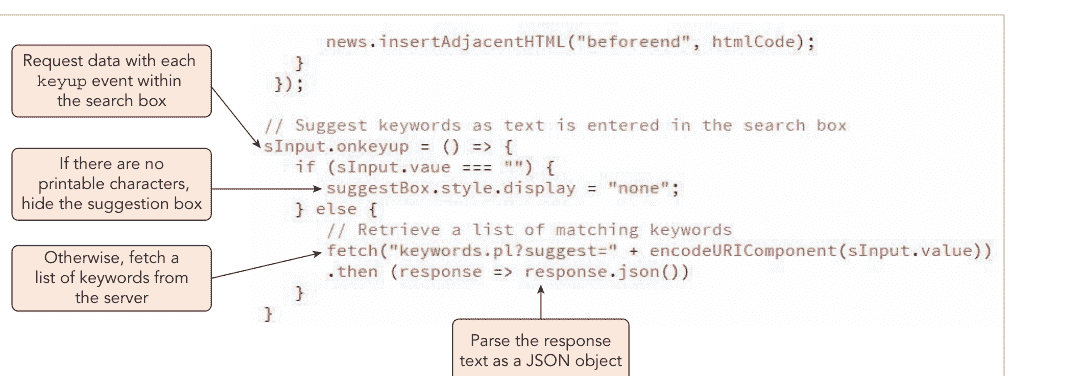 news.insertAdjacentHTML("beforeend", htmlCode);
}
});
Request data with each
keyup event within
the search box
// Suggest keywords as text is entered in the search box
sInput.onkeyup = () => {
if (sInput.vaue === "") {
If there are no
printable characters,
hide the suggestion box
suggestBox.style.display = "none";
} else {
// Retrieve a list of matching keywords
Otherwise, fetch a
list of keywords from
the server
fetch("keywords.pl?suggest=" + encodeURIComponent(sInput.value))
.then (response => response.json())
}
}
Parse the response
text as a JSON object